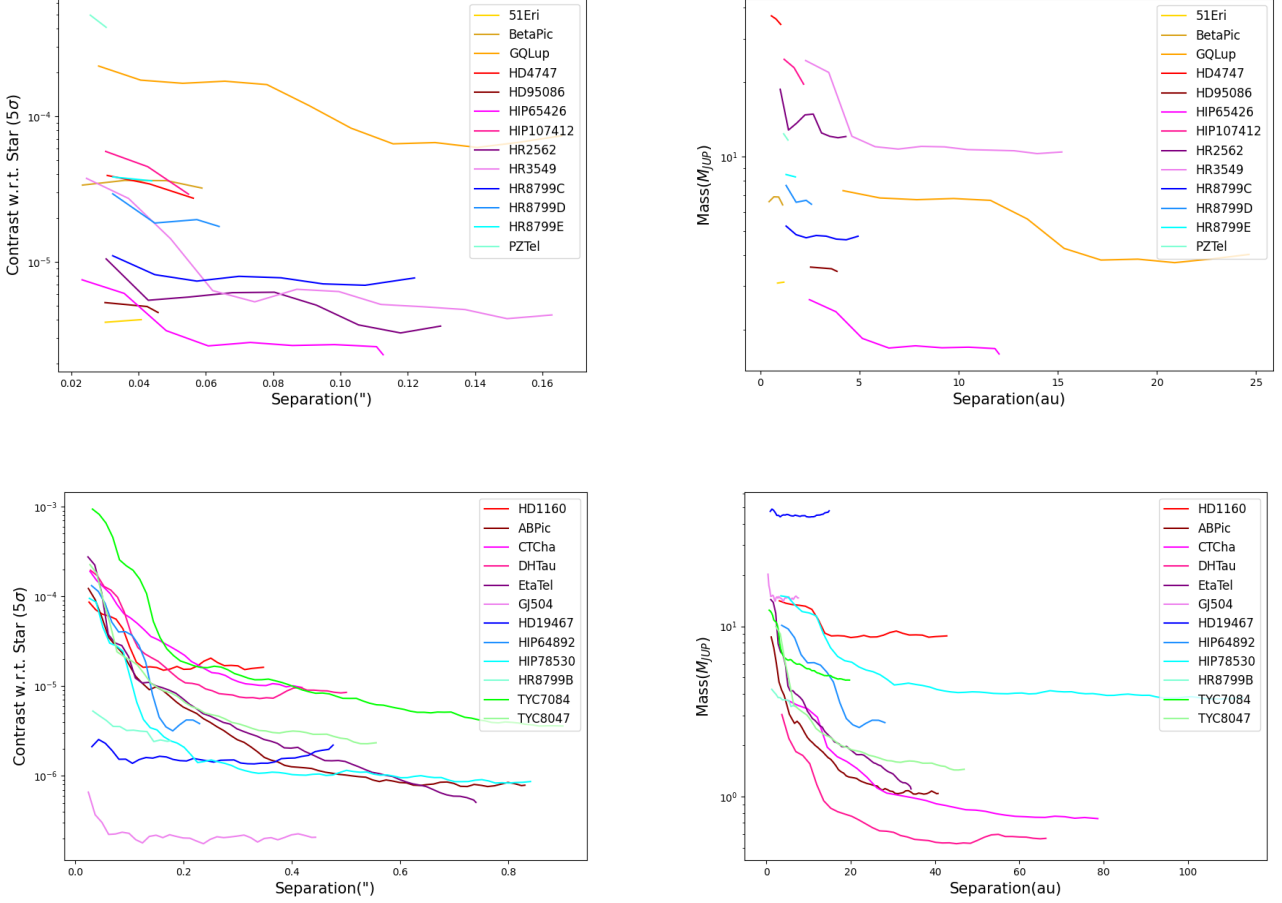 Contrast w.r.t. Star (5σ)
10⁻⁴
10⁻⁵
0.02 0.04 0.06 0.08 0.10 0.12 0.14 0.16
Separation(")
51Eri
BetaPic
GQLup
HD4747
HD95086
HIP65426
HIP107412
HR2562
HR3549
HR8799C
HR8799D
HR8799E
PZTel
Mass(M_JUP)
10¹
0 5 10 15 20 25
Separation(au)
51Eri
BetaPic
GQLup
HD4747
HD95086
HIP65426
HIP107412
HR2562
HR3549
HR8799C
HR8799D
HR8799E
PZTel
Contrast w.r.t. Star (5σ)
10⁻³
10⁻⁴
10⁻⁵
10⁻⁶
0.0 0.2 0.4 0.6 0.8
Separation(")
HD1160
ABPic
CTCha
DHTau
EtaTel
GJ504
HD19467
HIP64892
HIP78530
HR8799B
TYC7084
TYC8047
Mass(M_JUP)
10¹
10⁰
0 20 40 60 80 100
Separation(au)
HD1160
ABPic
CTCha
DHTau
EtaTel
GJ504
HD19467
HIP64892
HIP78530
HR8799B
TYC7084
TYC8047